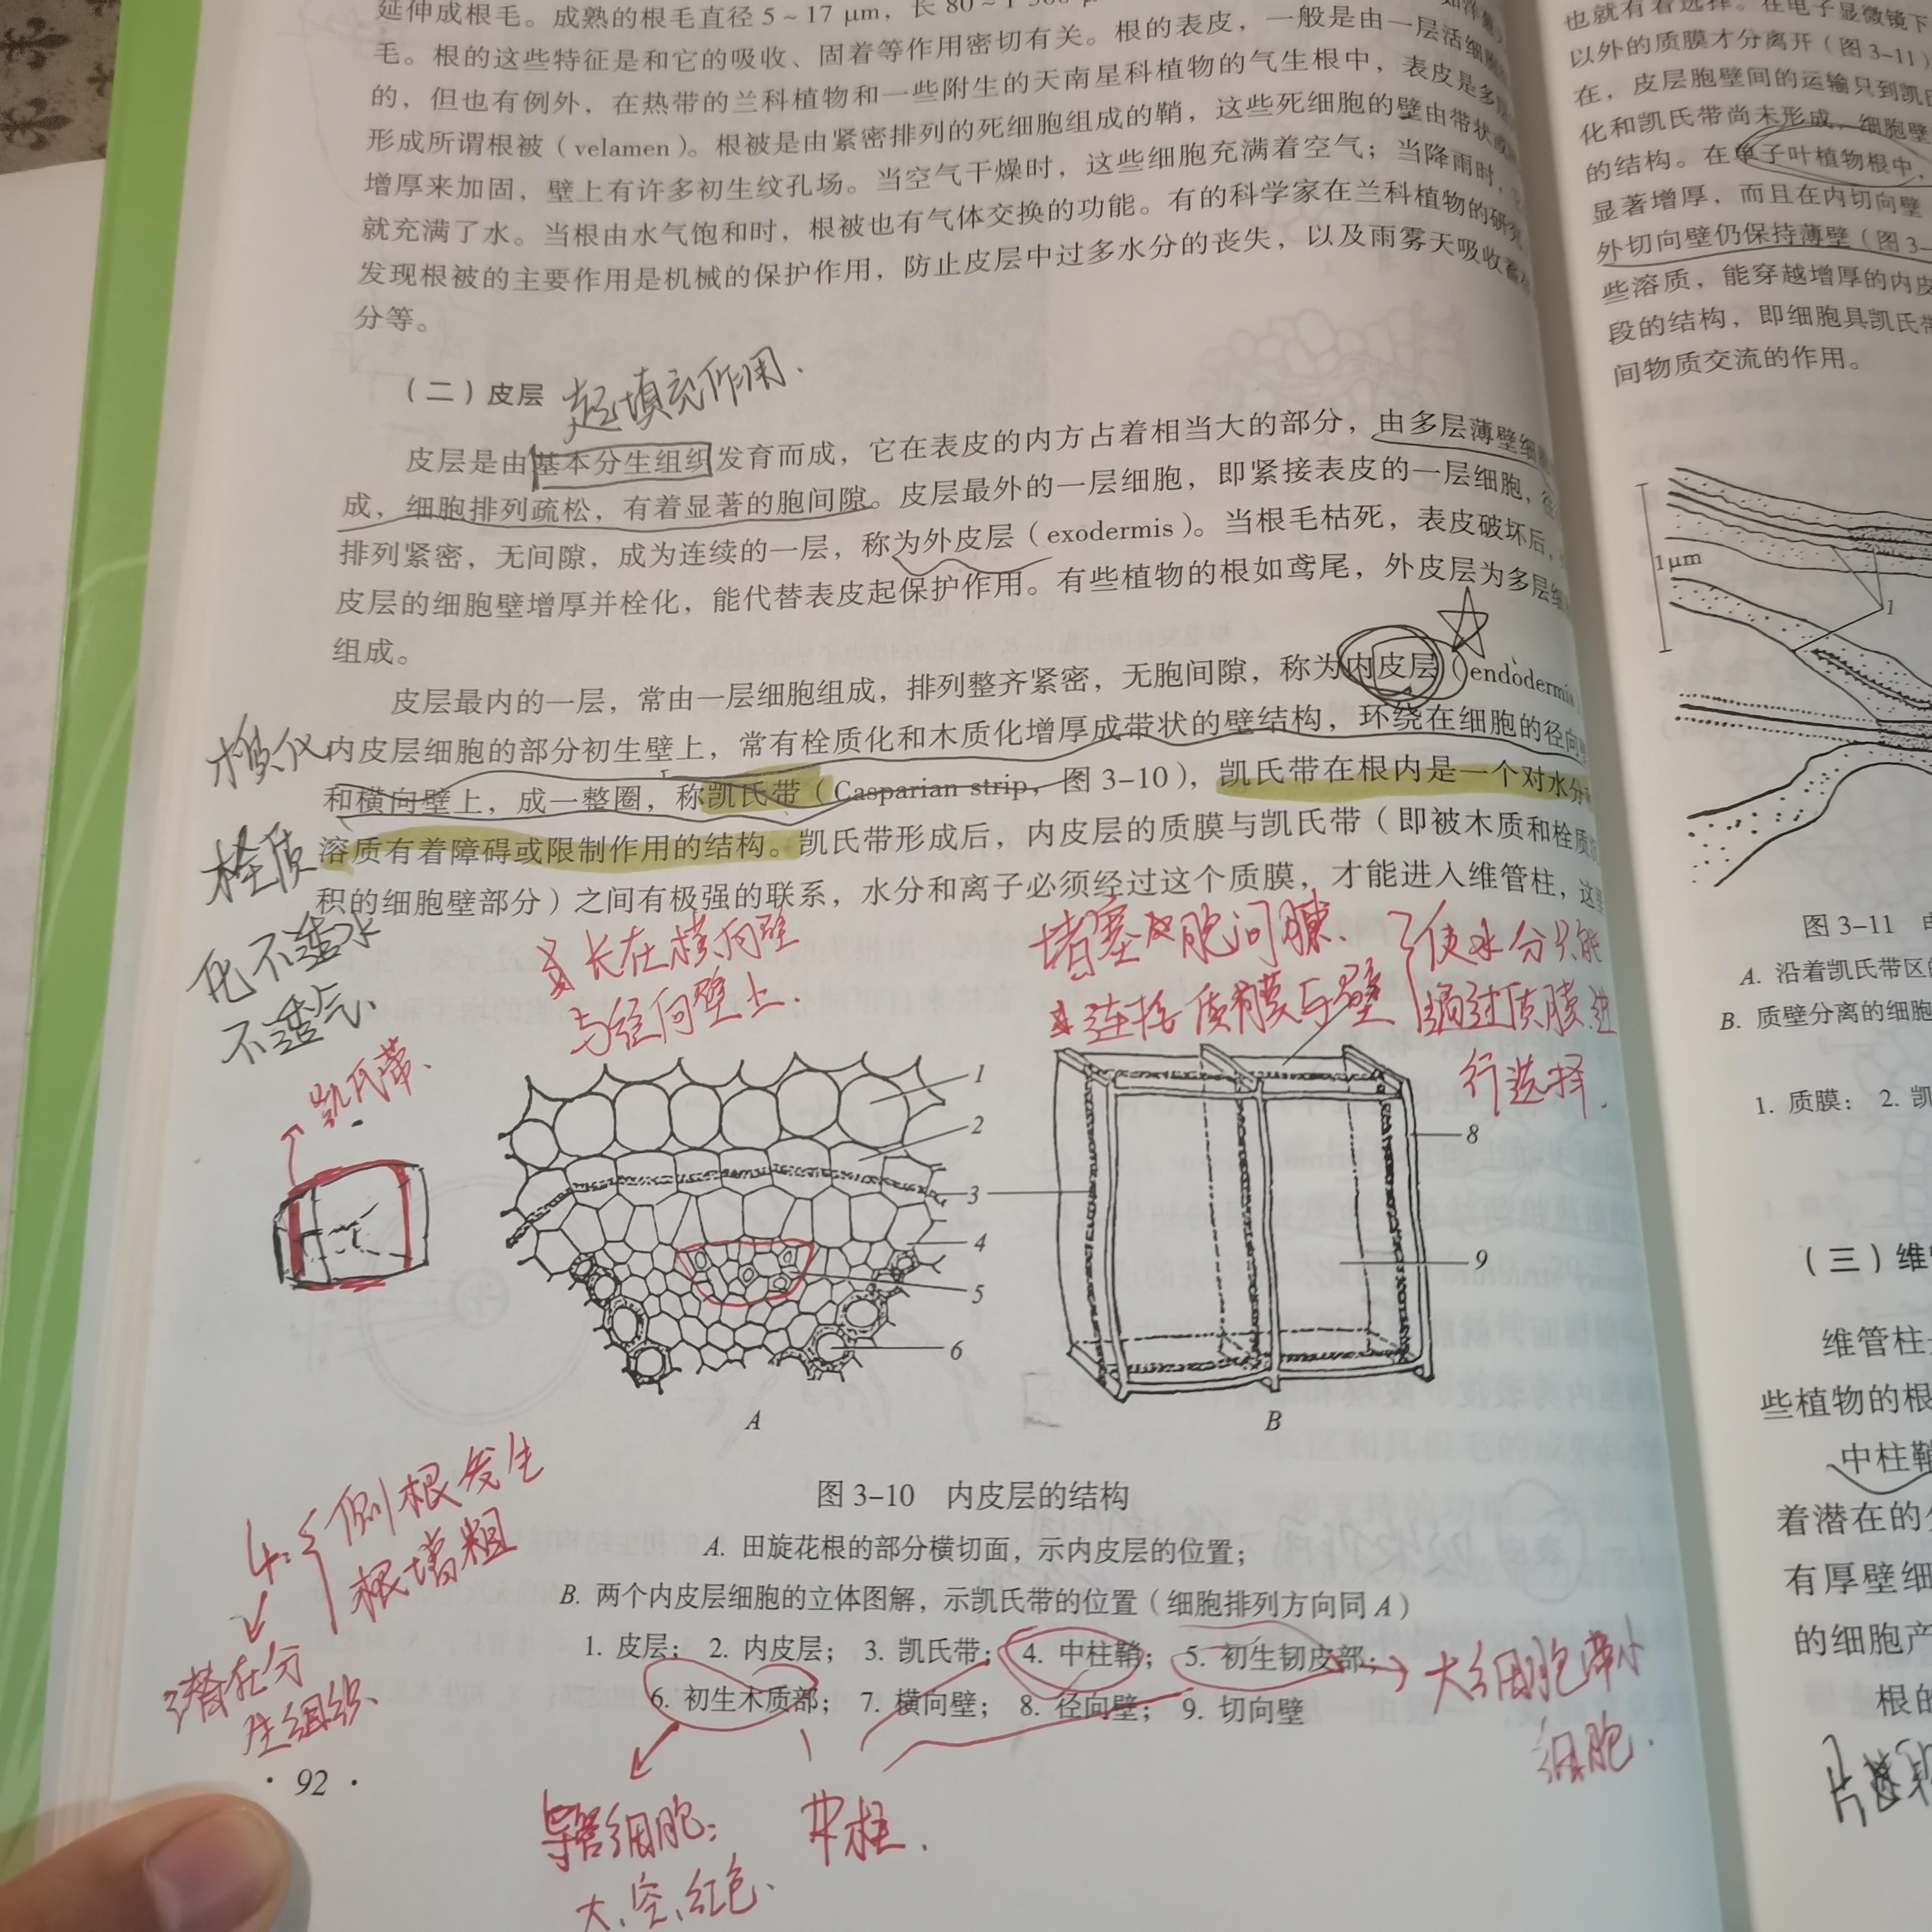 延伸成根毛。成熟的根毛直径 5 ~ 17 μm，长 80 ~ 1 500
毛。根的这些特征是和它的吸收、固着等作用密切有关。根的表皮，一般是由一层活细胞
的，但也有例外，在热带的兰科植物和一些附生的天南星科植物的气生根中，表皮是多
形成所谓根被（velamen）。根被是由紧密排列的死细胞组成的鞘，这些死细胞的壁由带状
增厚来加固，壁上有许多初生纹孔场。当空气干燥时，这些细胞充满着空气；当降雨时，
就充满了水。当根由水气饱和时，根被也有气体交换的功能。有的科学家在兰科植物的研究
发现根被的主要作用是机械的保护作用，防止皮层中过多水分的丧失，以及雨雾天吸收
分等。
（二）皮层 起填充作用.
皮层是由基本分生组织发育而成，它在表皮的内方占着相当大的部分，由多层薄壁细
成，细胞排列疏松，有着显著的胞间隙。皮层最外的一层细胞，即紧接表皮的一层细胞，
排列紧密，无间隙，成为连续的一层，称为外皮层（exodermis）。当根毛枯死，表皮破坏后，
皮层的细胞壁增厚并栓化，能代替表皮起保护作用。有些植物的根如鸢尾，外皮层为多层细
组成。
皮层最内的一层，常由一层细胞组成，排列整齐紧密，无胞间隙，称为内皮层（endodermis
内皮层细胞的部分初生壁上，常有栓质化和木质化增厚成带状的壁结构，环绕在细胞的径向
和横向壁上，成一整圈，称凯氏带（Casparian strip，图 3-10），凯氏带在根内是一个对水分
溶质有着障碍或限制作用的结构。凯氏带形成后，内皮层的质膜与凯氏带（即被木质和栓质
积的细胞壁部分）之间有极强的联系，水分和离子必须经过这个质膜，才能进入维管柱，这
栓质
化不透水
不透气、
长在横向壁
与径向壁上.
堵塞胞间隙、
连接质膜与壁
使水分只能
通过质膜进
行选择.
凯氏带、
1
2
3
4
5
6
8
9
A
B
图 3-10 内皮层的结构
A. 田旋花根的部分横切面，示内皮层的位置；
B. 两个内皮层细胞的立体图解，示凯氏带的位置（细胞排列方向同 A）
1. 皮层； 2. 内皮层； 3. 凯氏带； 4. 中柱鞘； 5. 初生韧皮部；
6. 初生木质部； 7. 横向壁； 8. 径向壁； 9. 切向壁
4: 侧根发生
根增粗
潜在分
生组织、
大细胞带小
细胞.
导管细胞:
大、空、红色、
中柱.
· 92 ·
也就有着选择。在电子显微镜下
以外的质膜才分离开（图 3-11）
在，皮层胞壁间的运输只到凯氏
化和凯氏带尚未形成，细胞壁
的结构。在单子叶植物根中，
显著增厚，而且在内切向壁
外切向壁仍保持薄壁（图 3-
些溶质，能穿越增厚的内皮
段的结构，即细胞具凯氏带
间物质交流的作用。
1μm
1
图 3-11
A. 沿着凯氏带区的
B. 质壁分离的细胞
1. 质膜； 2. 凯
（三）维
维管柱
些植物的根
中柱鞘
着潜在的分
有厚壁细
的细胞产
根的